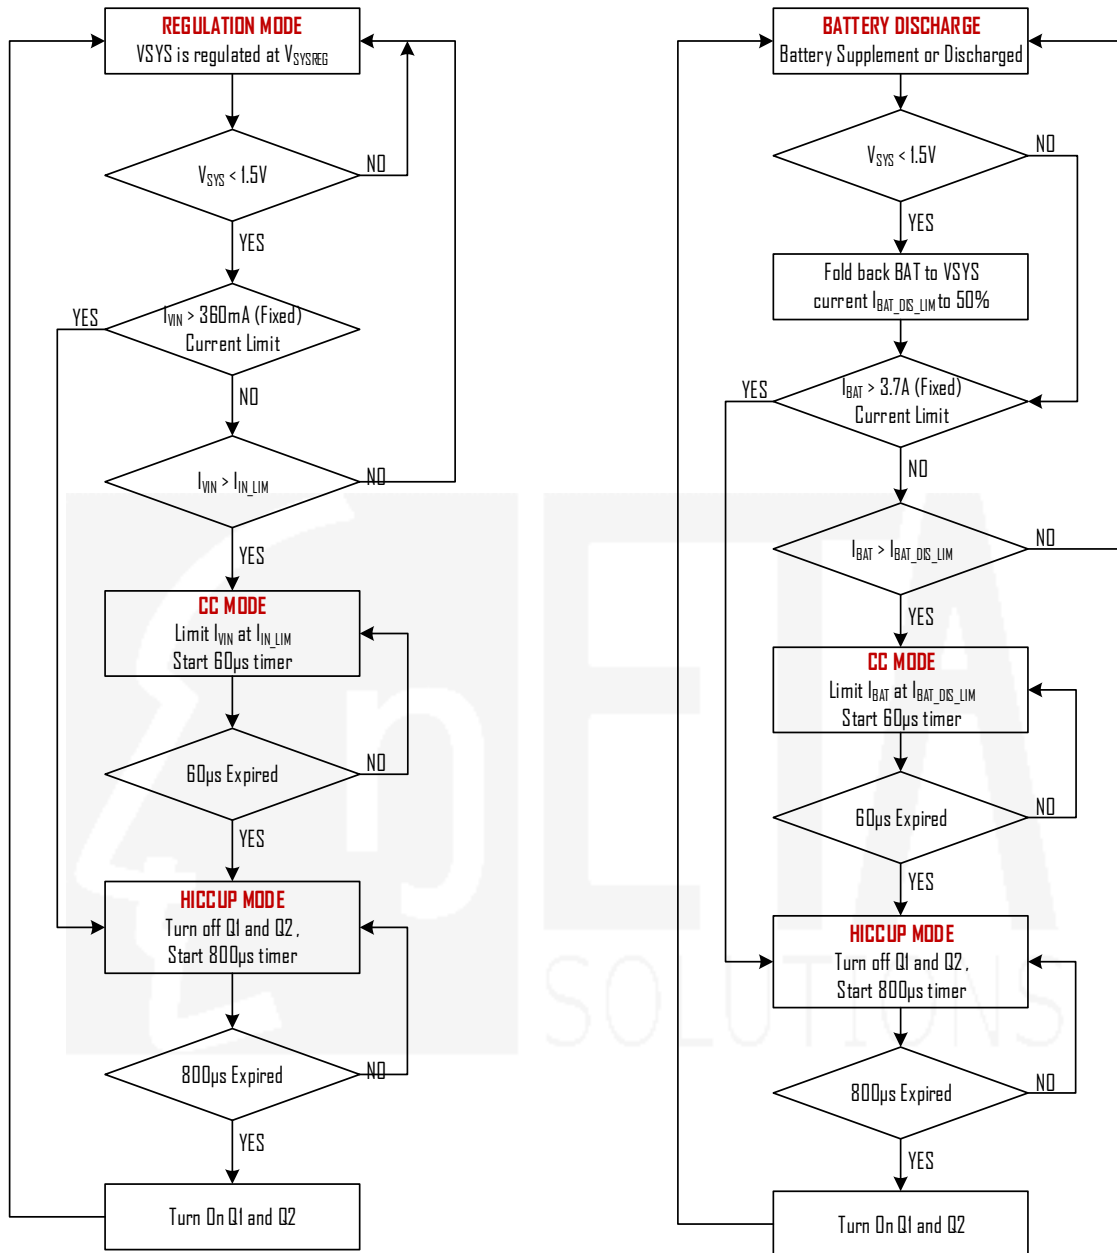 REGULATION MODE
VSYS is regulated at VSYSREG
VSYS < 1.5V
NO
YES
IVIN > 360mA (Fixed)
Current Limit
YES
NO
IVIN > IIN_LIM
NO
YES
CC MODE
Limit IVIN at IIN_LIM
Start 60µs timer
60µs Expired
NO
YES
HICCUP MODE
Turn off Q1 and Q2 ,
Start 800µs timer
800µs Expired
NO
YES
Turn On Q1 and Q2
BATTERY DISCHARGE
Battery Supplement or Discharged
VSYS < 1.5V
NO
YES
Fold back BAT to VSYS
current IBAT_DIS_LIM to 50%
IBAT > 3.7A (Fixed)
Current Limit
YES
NO
IBAT > IBAT_DIS_LIM
NO
YES
CC MODE
Limit IBAT at IBAT_DIS_LIM
Start 60µs timer
60µs Expired
NO
YES
HICCUP MODE
Turn off Q1 and Q2 ,
Start 800µs timer
800µs Expired
NO
YES
Turn On Q1 and Q2
ETA
SOLUTIONS